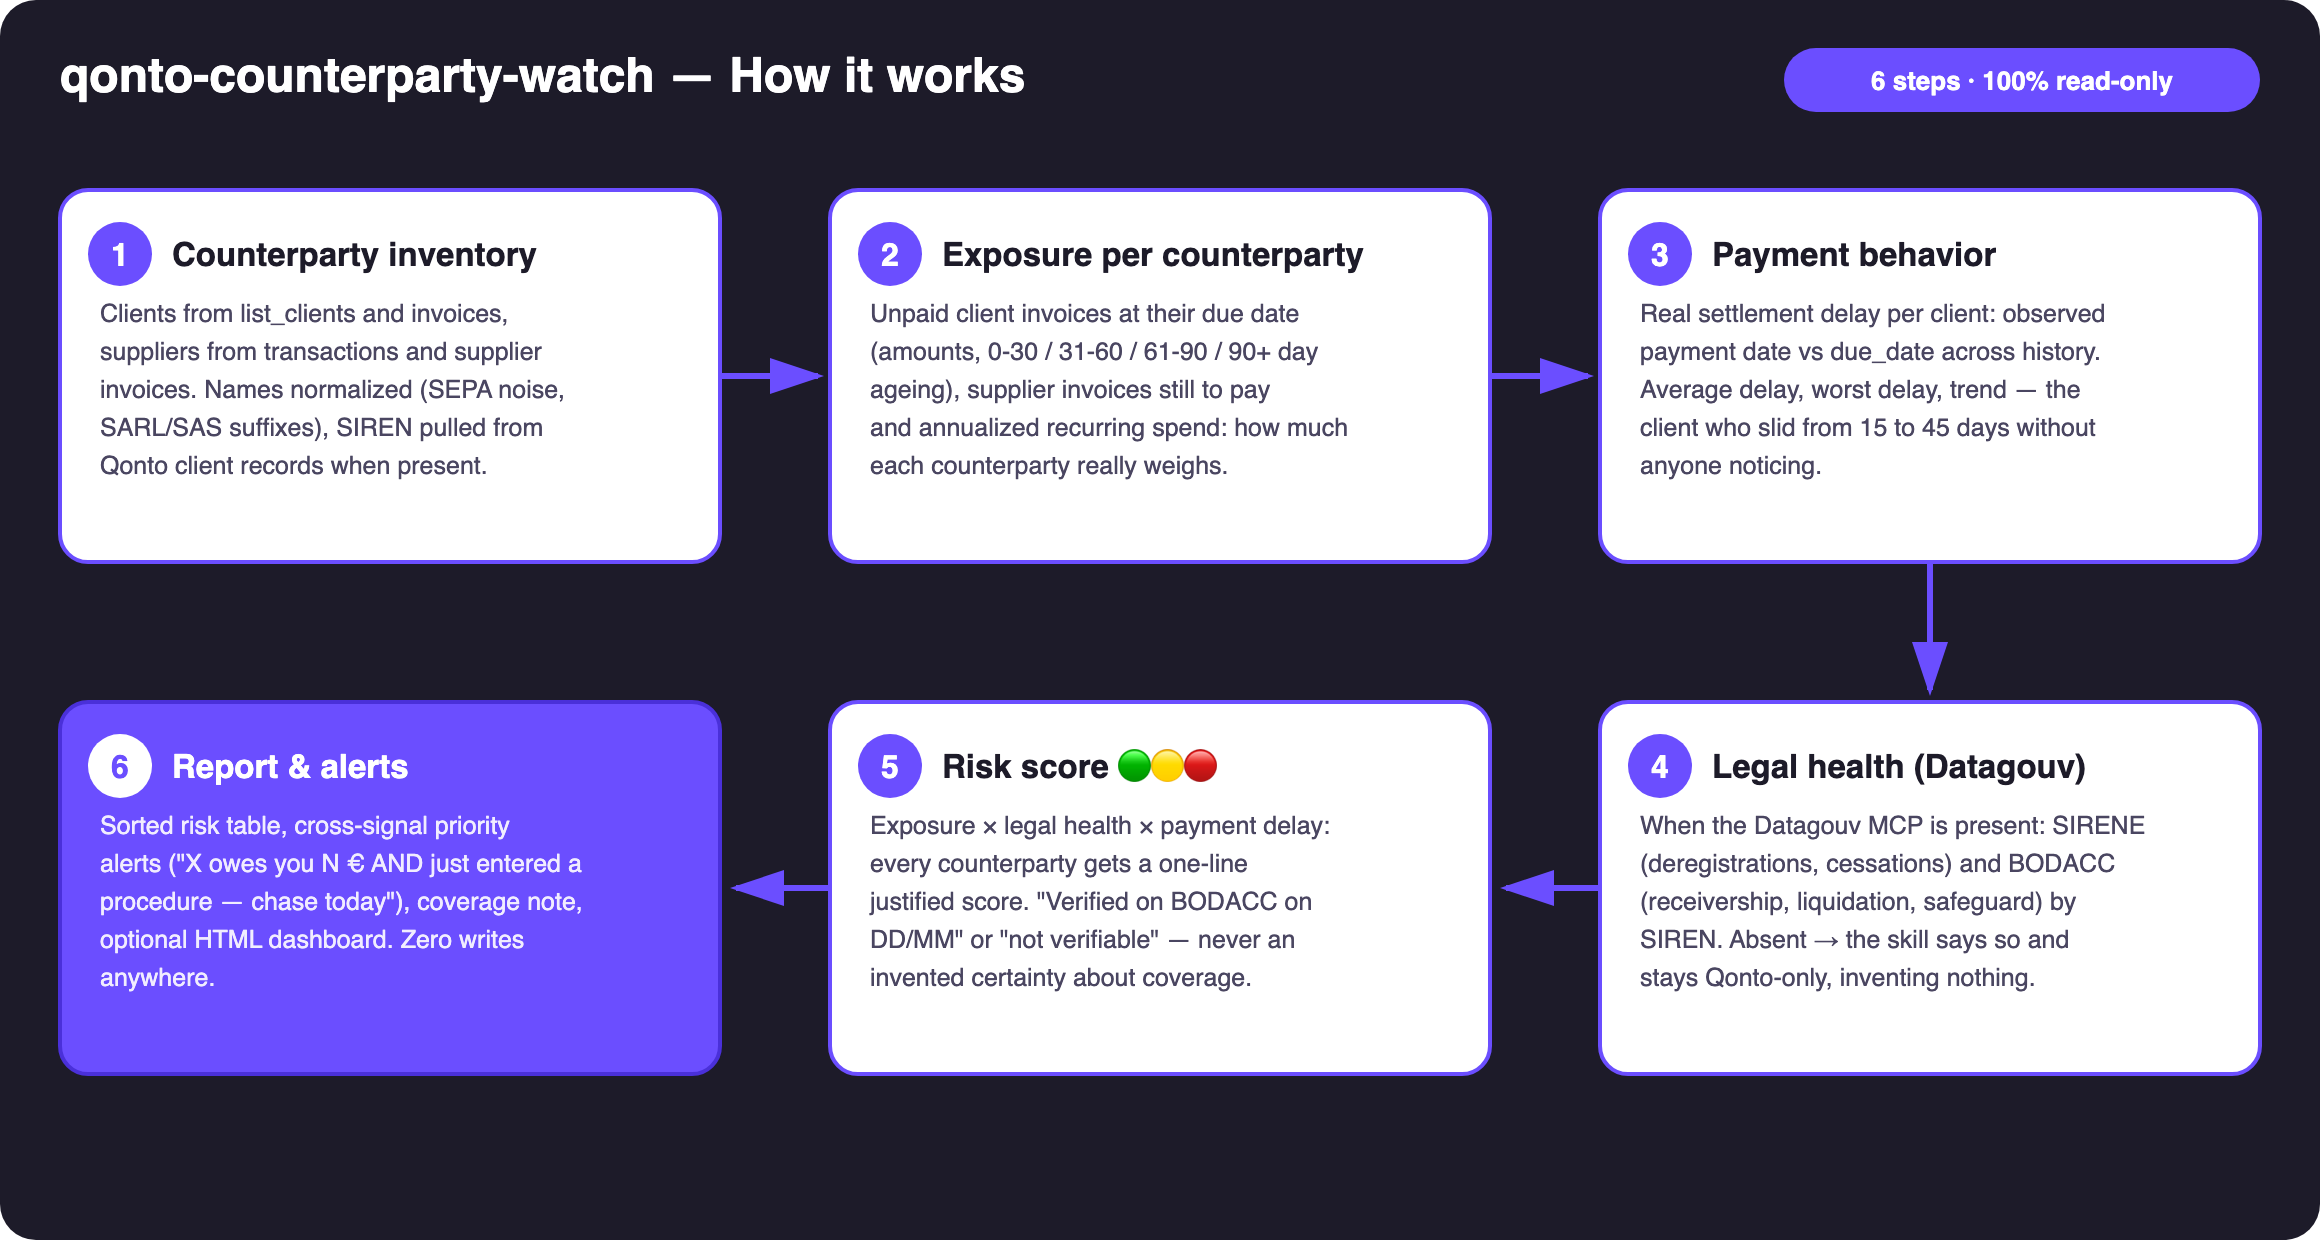 qonto-counterparty-watch — How it works
6 steps · 100% read-only
1 Counterparty inventory
Clients from list_clients and invoices,
suppliers from transactions and supplier
invoices. Names normalized (SEPA noise,
SARL/SAS suffixes), SIREN pulled from
Qonto client records when present.
2 Exposure per counterparty
Unpaid client invoices at their due date
(amounts, 0-30 / 31-60 / 61-90 / 90+ day
ageing), supplier invoices still to pay
and annualized recurring spend: how much
each counterparty really weighs.
3 Payment behavior
Real settlement delay per client: observed
payment date vs due_date across history.
Average delay, worst delay, trend — the
client who slid from 15 to 45 days without
anyone noticing.
4 Legal health (Datagouv)
When the Datagouv MCP is present: SIRENE
(deregistrations, cessations) and BODACC
(receivership, liquidation, safeguard) by
SIREN. Absent → the skill says so and
stays Qonto-only, inventing nothing.
5 Risk score 🟢🟡🔴
Exposure × legal health × payment delay:
every counterparty gets a one-line
justified score. "Verified on BODACC on
DD/MM" or "not verifiable" — never an
invented certainty about coverage.
6 Report & alerts
Sorted risk table, cross-signal priority
alerts ("X owes you N € AND just entered a
procedure — chase today"), coverage note,
optional HTML dashboard. Zero writes
anywhere.